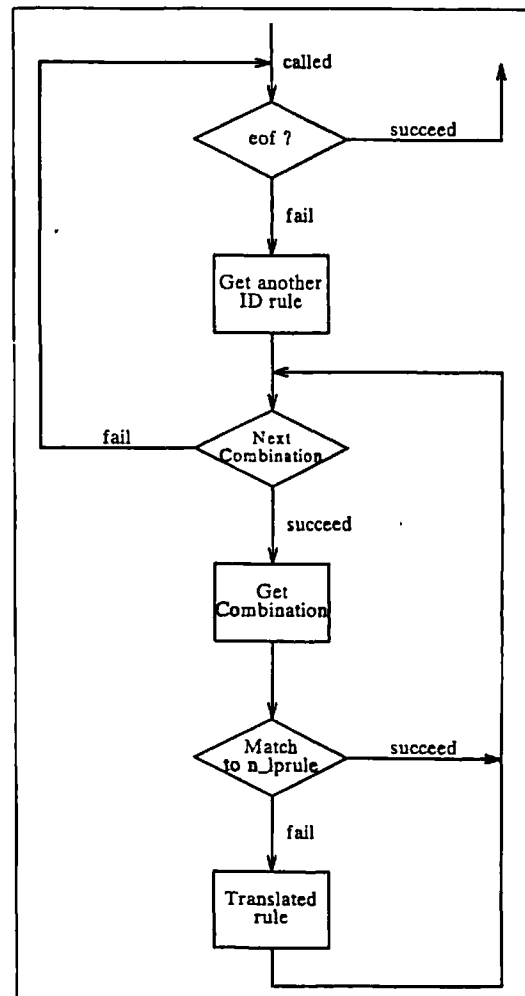 called
eof ?
succeed
fail
Get another
ID rule
fail
Next
Combination
succeed
Get
Combination
Match
to n_lprule
succeed
fail
Translated
rule